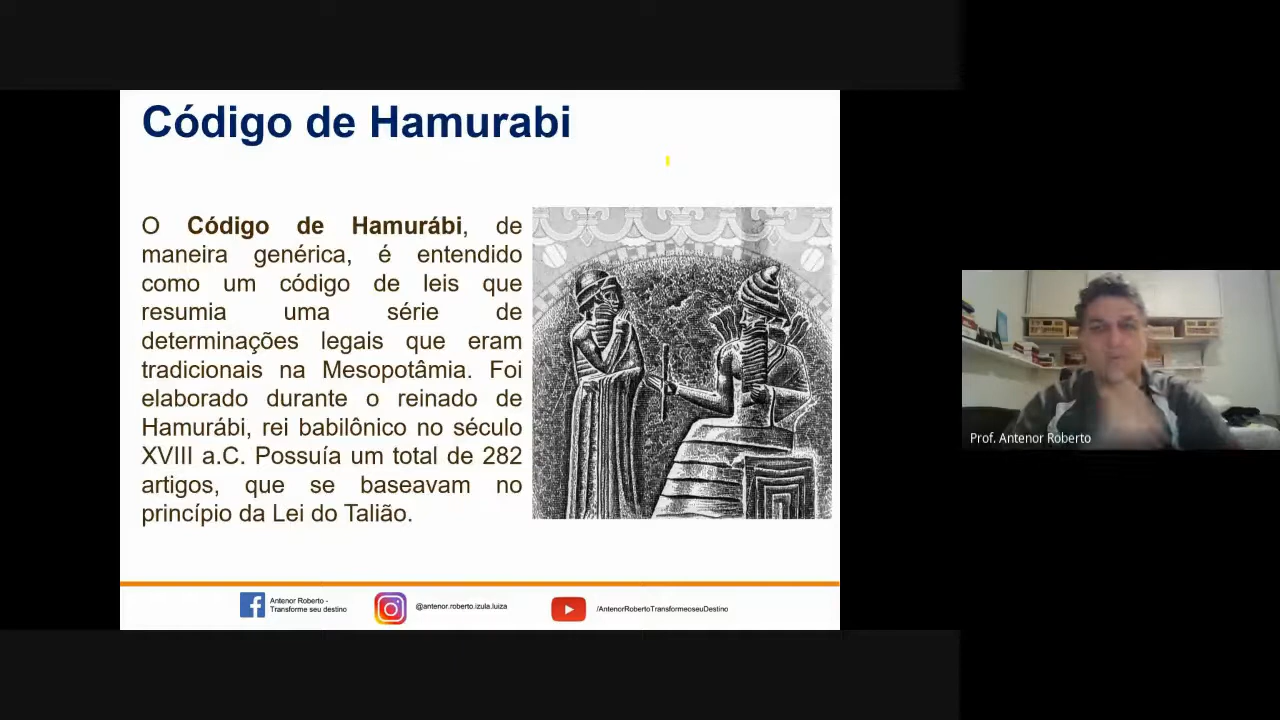 Código de Hamurabi
O Código de Hamurábi, de
maneira genérica, é entendido
como um código de leis que
resumia uma série de
determinações legais que eram
tradicionais na Mesopotâmia. Foi
elaborado durante o reinado de
Hamurábi, rei babilônico no século
XVIII a.C. Possuía um total de 282
artigos, que se baseavam no
princípio da Lei do Talião.
Prof. Antenor Roberto
Antenor Roberto -
Transforme seu destino
@antenor.roberto.izula.luiza
/AntenorRobertoTransformeoseuDestino